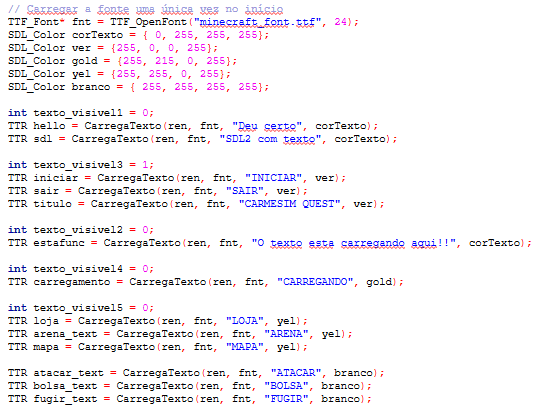 // Carregar a fonte uma única vez no início
TTF_Font* fnt = TTF_OpenFont("minecraft_font.ttf", 24);
SDL_Color corTexto = { 0, 255, 255, 255};
SDL_Color ver = {255, 0, 0, 255};
SDL_Color gold = {255, 215, 0, 255};
SDL_Color yel = {255, 255, 0, 255};
SDL_Color branco = { 255, 255, 255, 255};
int texto_visivel1 = 0;
TTR hello = CarregaTexto(ren, fnt, "Deu certo", corTexto);
TTR sdl = CarregaTexto(ren, fnt, "SDL2 com texto", corTexto);
int texto_visivel3 = 1;
TTR iniciar = CarregaTexto(ren, fnt, "INICIAR", ver);
TTR sair = CarregaTexto(ren, fnt, "SAIR", ver);
TTR titulo = CarregaTexto(ren, fnt, "CARMESIM QUEST", ver);
int texto_visivel2 = 0;
TTR estafunc = CarregaTexto(ren, fnt, "O texto esta carregando aqui!!", corTexto);
int texto_visivel4 = 0;
TTR carregamento = CarregaTexto(ren, fnt, "CARREGANDO", gold);
int texto_visivel5 = 0;
TTR loja = CarregaTexto(ren, fnt, "LOJA", yel);
TTR arena_text = CarregaTexto(ren, fnt, "ARENA", yel);
TTR mapa = CarregaTexto(ren, fnt, "MAPA", yel);
TTR atacar_text = CarregaTexto(ren, fnt, "ATACAR", branco);
TTR bolsa_text = CarregaTexto(ren, fnt, "BOLSA", branco);
TTR fugir_text = CarregaTexto(ren, fnt, "FUGIR", branco);